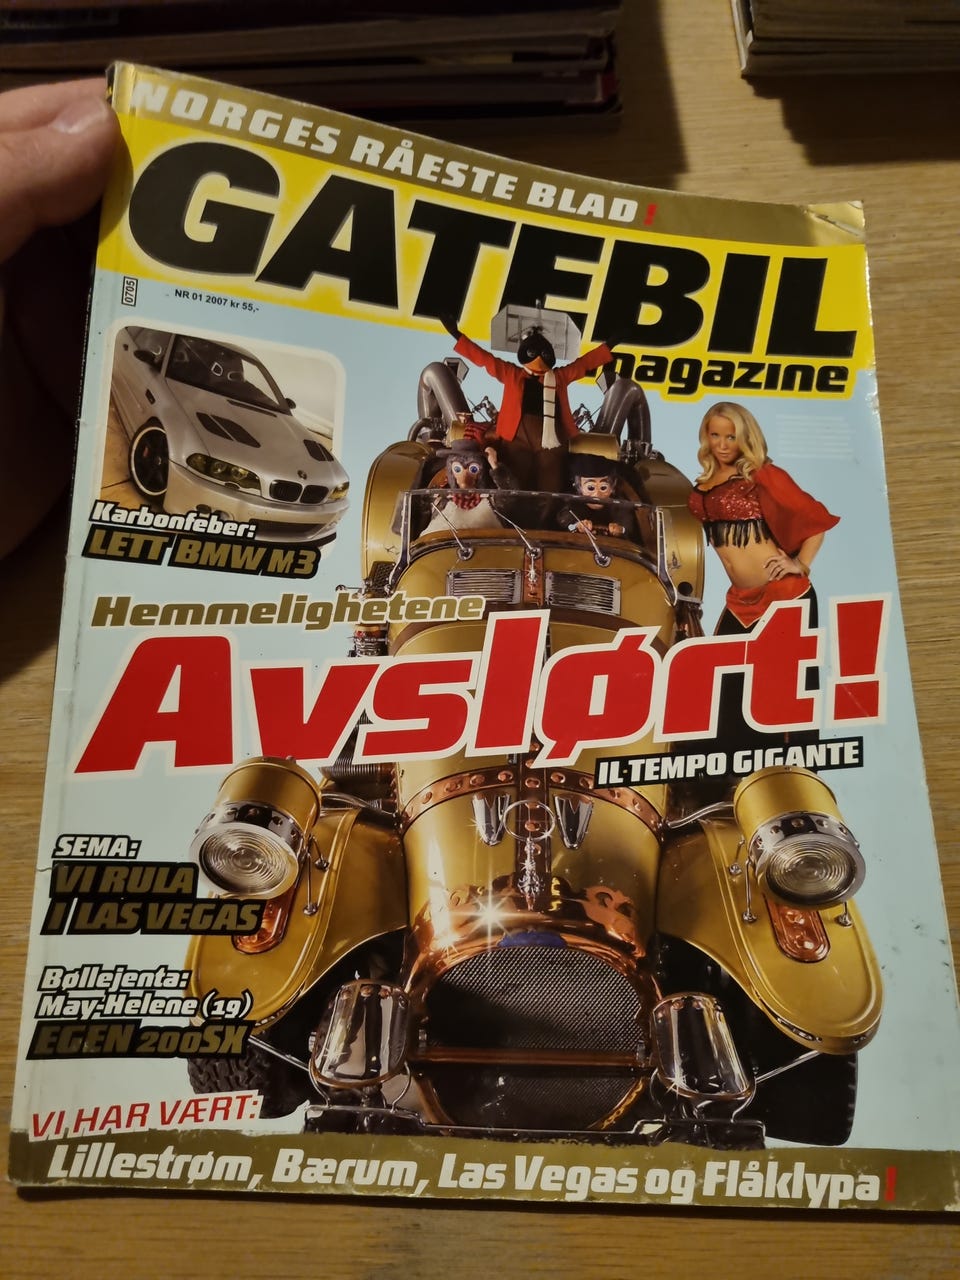 NORGES RÅESTE BLAD!
GATEBIL
magazine
0705
NR 01 2007 kr 55,-
Karbonfeber:
LETT BMW M3
Hemmelighetene
Avslørt!
IL TEMPO GIGANTE
SEMA:
VI RULA
I LAS VEGAS
Bøllejenta:
May-Helene (19)
EGEN 200SX
VI HAR VÆRT:
Lillestrøm, Bærum, Las Vegas og Flåklypa!